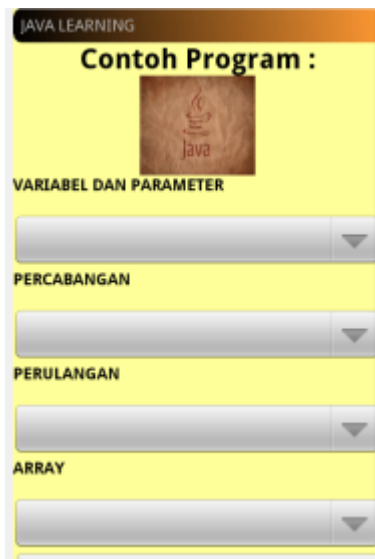 JAVA LEARNING
Contoh Program :
Java
VARIABEL DAN PARAMETER
PERCABANGAN
PERULANGAN
ARRAY